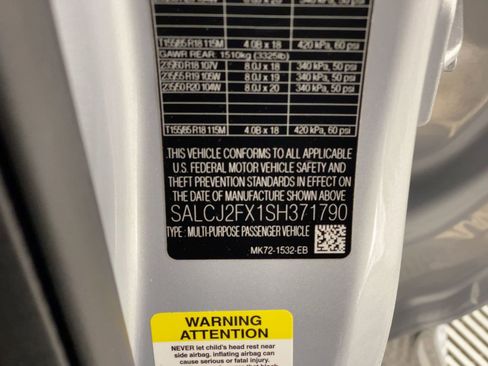 T155/85 R18 115M 4.0B x 18 420 kPa, 60 psi
GAWR REAR: 1510kg (3325lb)
235/60 R18 107V 8.0J x 18 340 kPa, 50 psi
235/55 R19 105W 8.0J x 19 340 kPa, 50 psi
235/50 R20 104W 8.0J x 20 340 kPa, 50 psi
T155/85 R18 115M 4.0B x 18 420 kPa, 60 psi
THIS VEHICLE CONFORMS TO ALL APPLICABLE
U.S. FEDERAL MOTOR VEHICLE SAFETY AND
THEFT PREVENTION STANDARDS IN EFFECT ON
THE DATE OF MANUFACTURE SHOWN ABOVE.
SALCJ2FX1SH371790
TYPE: MULTI-PURPOSE PASSENGER VEHICLE
MK72-1532-EB
WARNING
ATTENTION
NEVER let child's head rest near
side airbag. inflating airbag can
cause serious or fatal injury.